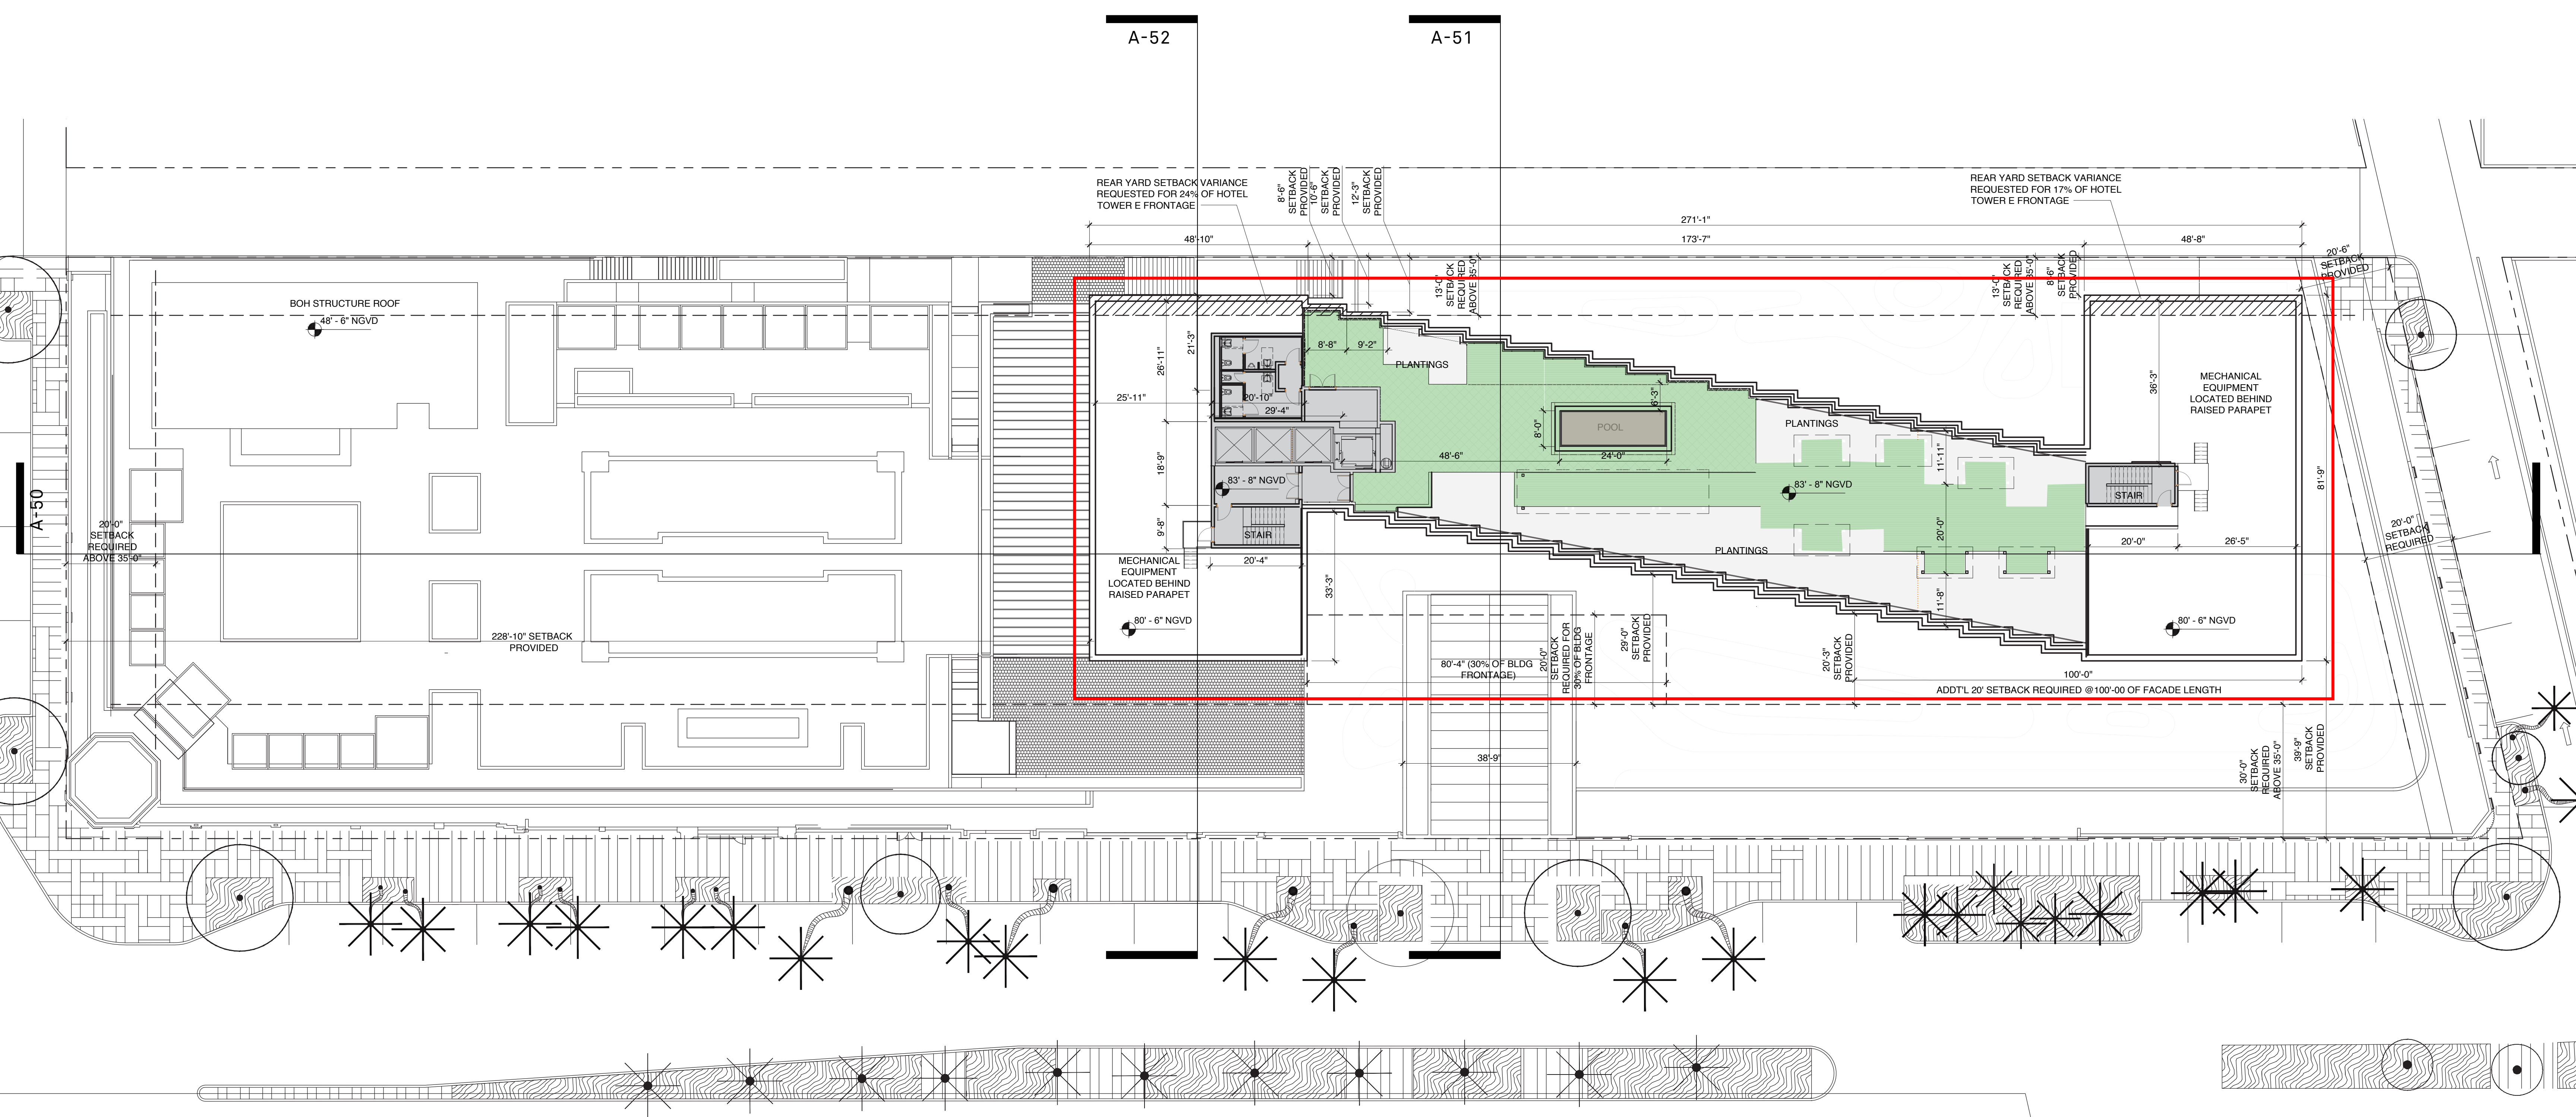 A-52
A-51
REAR YARD SETBACK VARIANCE
REQUESTED FOR 24% OF HOTEL
TOWER E FRONTAGE
8'-6"
SETBACK
PROVIDED
10'-6"
SETBACK
PROVIDED
12'-3"
SETBACK
PROVIDED
REAR YARD SETBACK VARIANCE
REQUESTED FOR 17% OF HOTEL
TOWER E FRONTAGE
271'-1"
48'-10"
173'-7"
48'-8"
20'-6"
SETBACK
PROVIDED
13'-0"
SETBACK
REQUIRED
ABOVE 35'-0"
13'-0"
SETBACK
REQUIRED
ABOVE 35'-0"
8'-6"
SETBACK
PROVIDED
BOH STRUCTURE ROOF
48' - 6" NGVD
26'-11"
21'-3"
8'-8"
9'-2"
PLANTINGS
36'-3"
MECHANICAL
EQUIPMENT
LOCATED BEHIND
RAISED PARAPET
25'-11"
20'-10"
29'-4"
6'-3"
8'-0"
POOL
24'-0"
PLANTINGS
11'-11"
48'-6"
18'-9"
83' - 8" NGVD
83' - 8" NGVD
81'-9"
STAIR
A-50
20'-0"
SETBACK
REQUIRED
ABOVE 35'-0"
9'-8"
STAIR
20'-4"
PLANTINGS
20'-0"
20'-0"
26'-5"
20'-0"
SETBACK
REQUIRED
MECHANICAL
EQUIPMENT
LOCATED BEHIND
RAISED PARAPET
33'-3"
11'-8"
80' - 6" NGVD
80' - 6" NGVD
228'-10" SETBACK
PROVIDED
80'-4" (30% OF BLDG
FRONTAGE)
20'-0"
SETBACK
REQUIRED FOR
30% OF BLDG
FRONTAGE
29'-0"
SETBACK
PROVIDED
20'-3"
SETBACK
PROVIDED
100'-0"
ADDT'L 20' SETBACK REQUIRED @100'-00 OF FACADE LENGTH
38'-9"
30'-0"
SETBACK
REQUIRED
ABOVE 35'-0"
39'-9"
SETBACK
PROVIDED